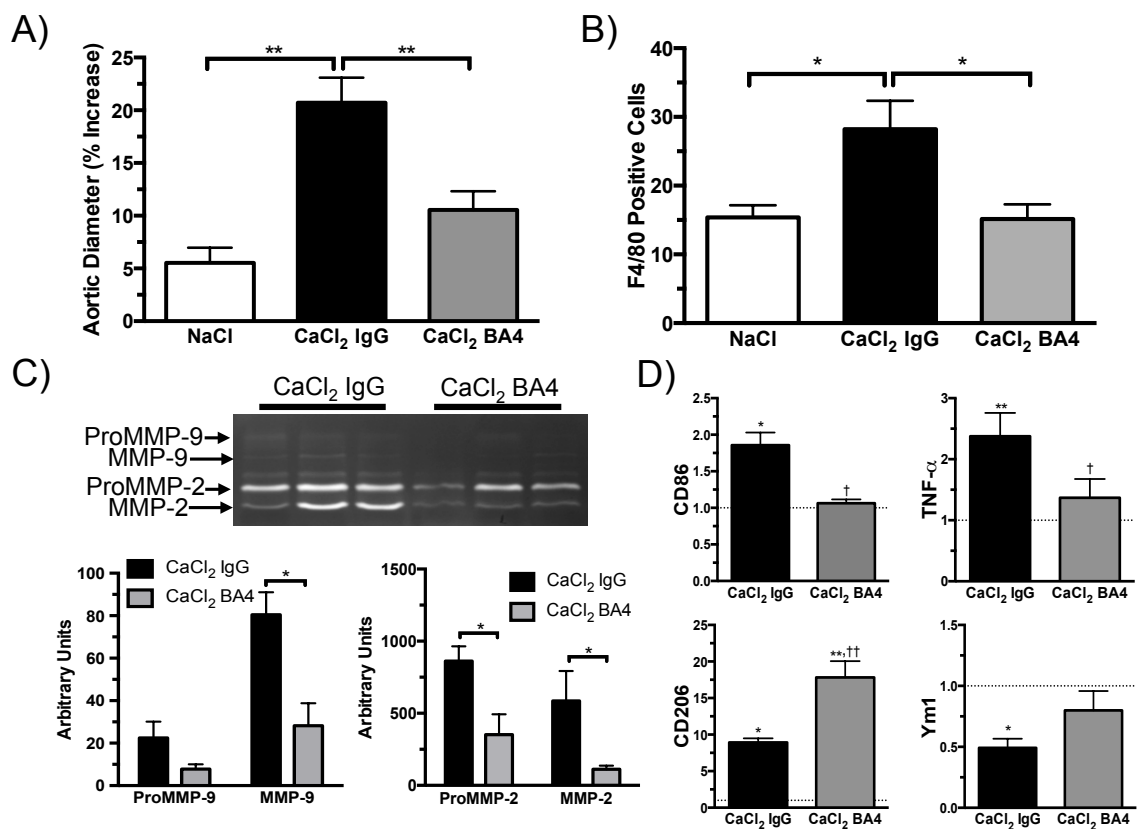 A)
Aortic Diameter (% Increase)
25
20
15
10
5
0
**
**
NaCl
CaCl₂ IgG
CaCl₂ BA4
B)
F4/80 Positive Cells
40
30
20
10
0
*
*
NaCl
CaCl₂ IgG
CaCl₂ BA4
C)
CaCl₂ IgG
CaCl₂ BA4
ProMMP-9
MMP-9
ProMMP-2
MMP-2
Arbitrary Units
100
80
60
40
20
0
CaCl₂ IgG
CaCl₂ BA4
*
ProMMP-9
MMP-9
Arbitrary Units
1500
1000
500
0
CaCl₂ IgG
CaCl₂ BA4
*
*
ProMMP-2
MMP-2
D)
CD86
2.5
2.0
1.5
1.0
0.5
0.0
*
†
CaCl₂ IgG
CaCl₂ BA4
TNF-α
3
2
1
0
**
†
CaCl₂ IgG
CaCl₂ BA4
CD206
25
20
15
10
5
0
*
**,††
CaCl₂ IgG
CaCl₂ BA4
Ym1
1.5
1.0
0.5
0.0
*
CaCl₂ IgG
CaCl₂ BA4